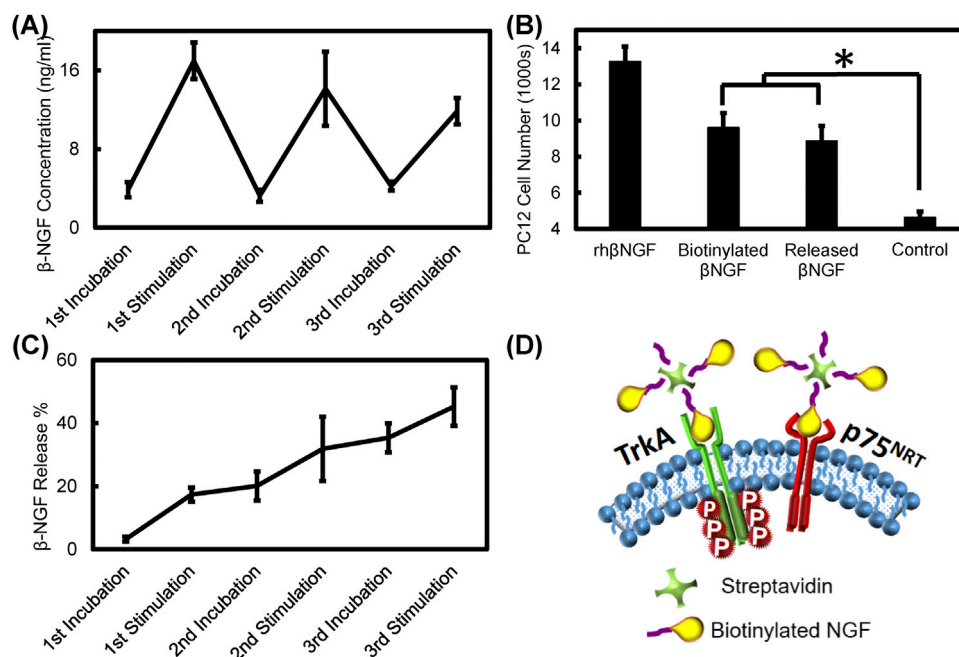 (A)
β-NGF Concentration (ng/ml)
16
8
0
1st Incubation
1st Stimulation
2nd Incubation
2nd Stimulation
3rd Incubation
3rd Stimulation
(B)
PC12 Cell Number (1000s)
14
12
10
8
6
4
*
rhβNGF
Biotinylated
βNGF
Released
βNGF
Control
(C)
β-NGF Release %
60
40
20
0
1st Incubation
1st Stimulation
2nd Incubation
2nd Stimulation
3rd Incubation
3rd Stimulation
(D)
TrkA
p75NRT
P
P
P
P
P
P
Streptavidin
Biotinylated NGF